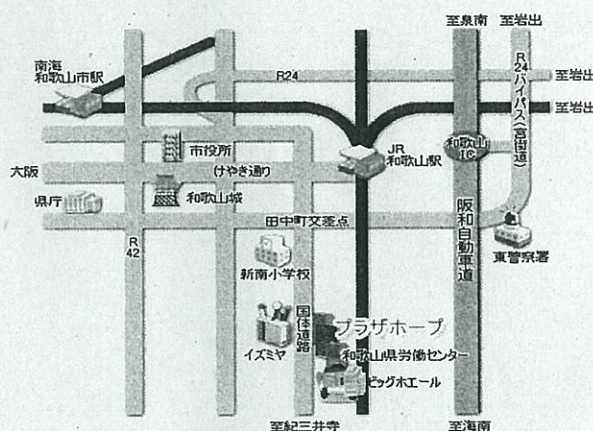 至泉南
至岩出
R24バイパス(宮街道)
南海
和歌山市駅
R24
至岩出
至岩出
市役所
JR
和歌山駅
和歌山
IC
大阪
けやき通り
県庁
和歌山城
田中町交差点
阪和自動車道
R
42
東警察署
新南小学校
国体道路
プラザホープ
イズミヤ
和歌山県労働センター
ビッグホエール
至紀三井寺
至海南